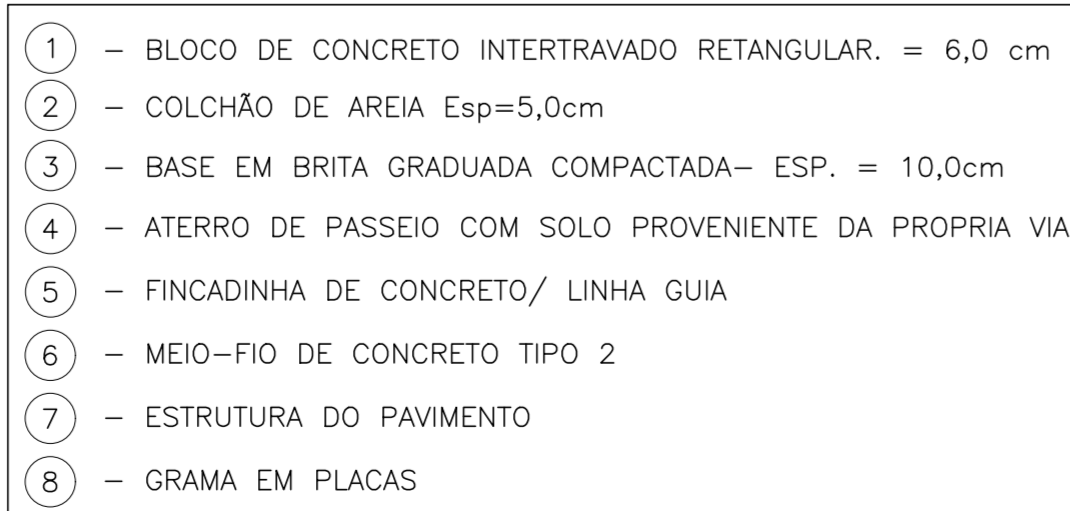 1 – BLOCO DE CONCRETO INTERTRAVADO RETANGULAR. = 6,0 cm
2 – COLCHÃO DE AREIA Esp=5,0cm
3 – BASE EM BRITA GRADUADA COMPACTADA– ESP. = 10,0cm
4 – ATERRO DE PASSEIO COM SOLO PROVENIENTE DA PROPRIA VIA
5 – FINCADINHA DE CONCRETO/ LINHA GUIA
6 – MEIO–FIO DE CONCRETO TIPO 2
7 – ESTRUTURA DO PAVIMENTO
8 – GRAMA EM PLACAS